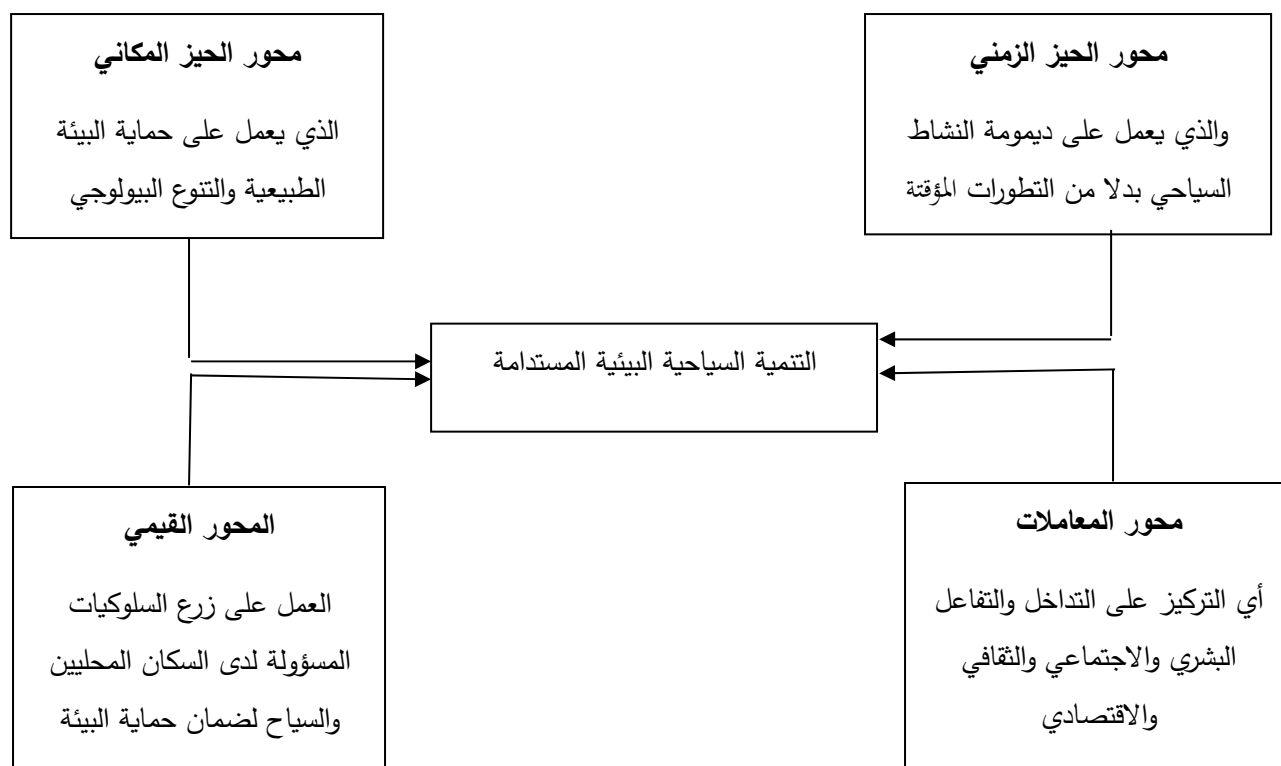 محور الحيز الزمني
والذي يعمل على ديمومة النشاط
السياحي بدلا من التطورات المؤقتة
محور الحيز المكاني
الذي يعمل على حماية البيئة
الطبيعية والتنوع البيولوجي
التنمية السياحية البيئية المستدامة
محور المعاملات
أي التركيز على التداخل والتفاعل
البشري والاجتماعي والثقافي
والاقتصادي
المحور القيمي
العمل على زرع السلوكيات
المسؤولة لدى السكان المحليين
والسياح لضمان حماية البيئة